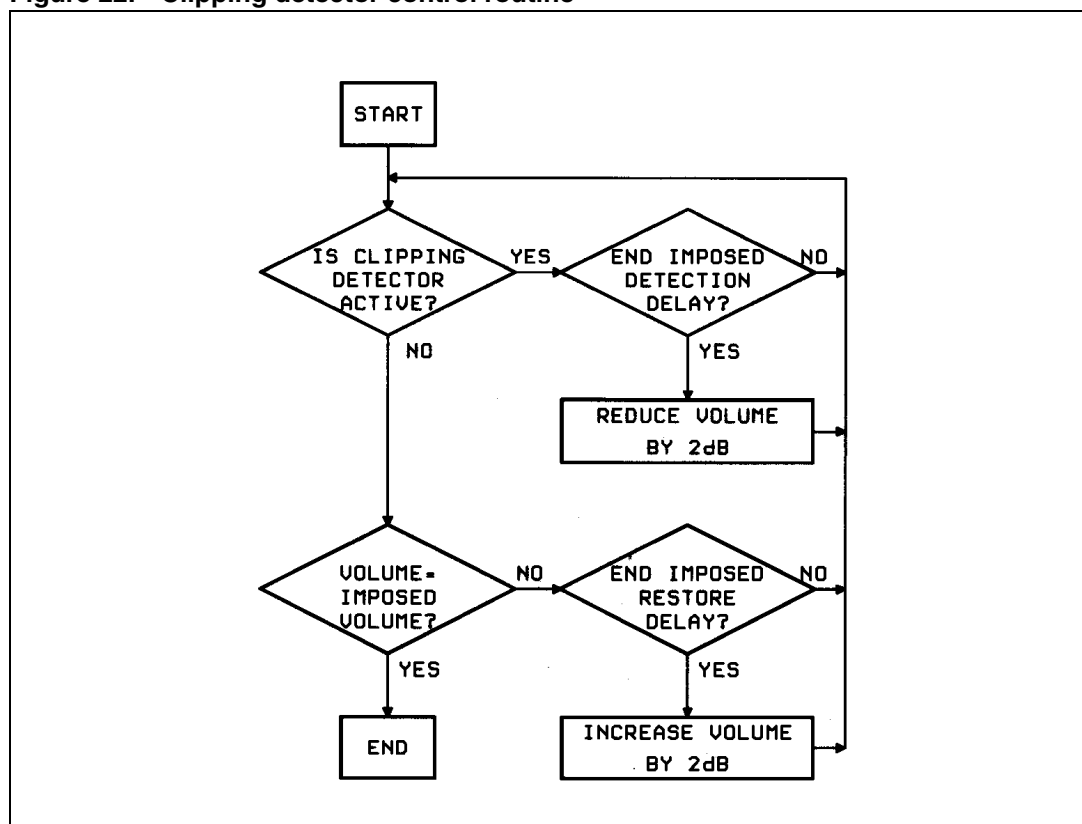 Figure 22. Clipping detector control routine
START
IS CLIPPING
DETECTOR
ACTIVE?
YES
END IMPOSED
DETECTION
DELAY?
NO
NO
YES
REDUCE VOLUME
BY 2dB
VOLUME=
IMPOSED
VOLUME?
NO
END IMPOSED
RESTORE
DELAY?
NO
YES
YES
END
INCREASE VOLUME
BY 2dB